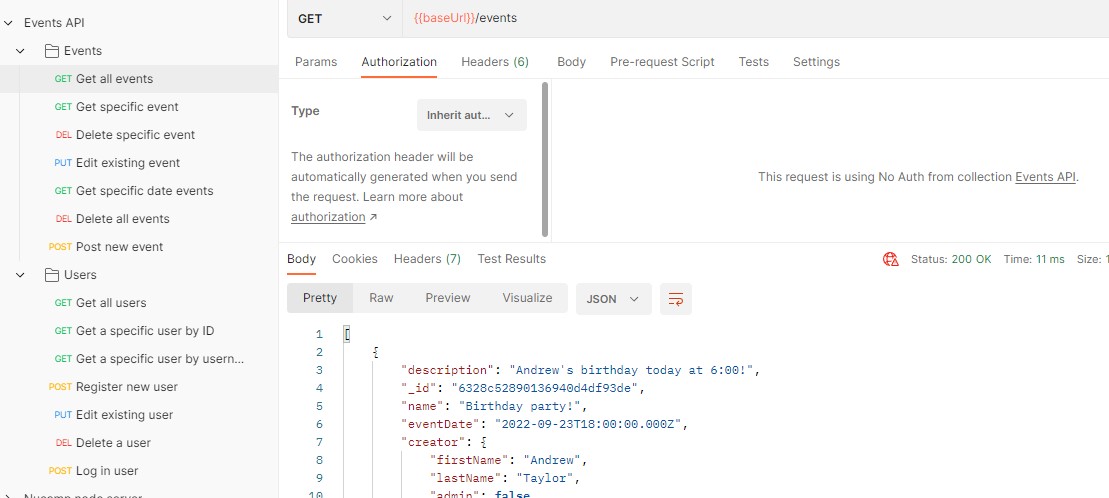 Events API
Events
GET Get all events
GET Get specific event
DEL Delete specific event
PUT Edit existing event
GET Get specific date events
DEL Delete all events
POST Post new event
Users
GET Get all users
GET Get a specific user by ID
GET Get a specific user by usern...
POST Register new user
PUT Edit existing user
DEL Delete a user
POST Log in user
GET {{baseUrl}}/events
Params Authorization Headers (6) Body Pre-request Script Tests Settings
Type Inherit aut...
The authorization header will be
automatically generated when you send
the request. Learn more about
authorization ↗
This request is using No Auth from collection Events API.
Body Cookies Headers (7) Test Results Status: 200 OK Time: 11 ms Size:
Pretty Raw Preview Visualize JSON
1 [
2 {
3 "description": "Andrew's birthday today at 6:00!",
4 "_id": "6328c52890136940d4df93de",
5 "name": "Birthday party!",
6 "eventDate": "2022-09-23T18:00:00.000Z",
7 "creator": {
8 "firstName": "Andrew",
9 "lastName": "Taylor",
10 "admin": false